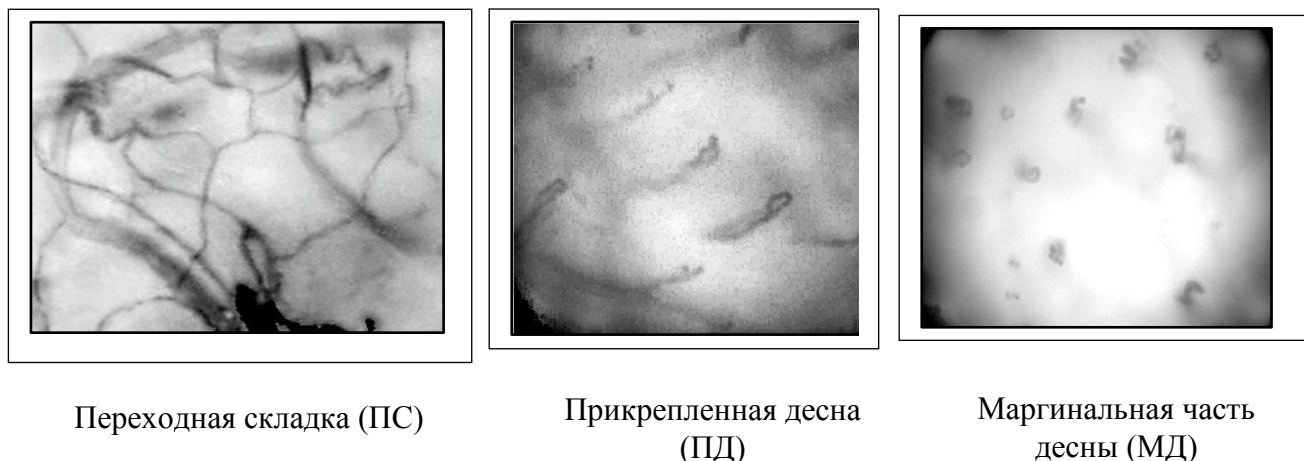 Переходная складка (ПС)
Прикрепленная десна
(ПД)
Маргинальная часть
десны (МД)